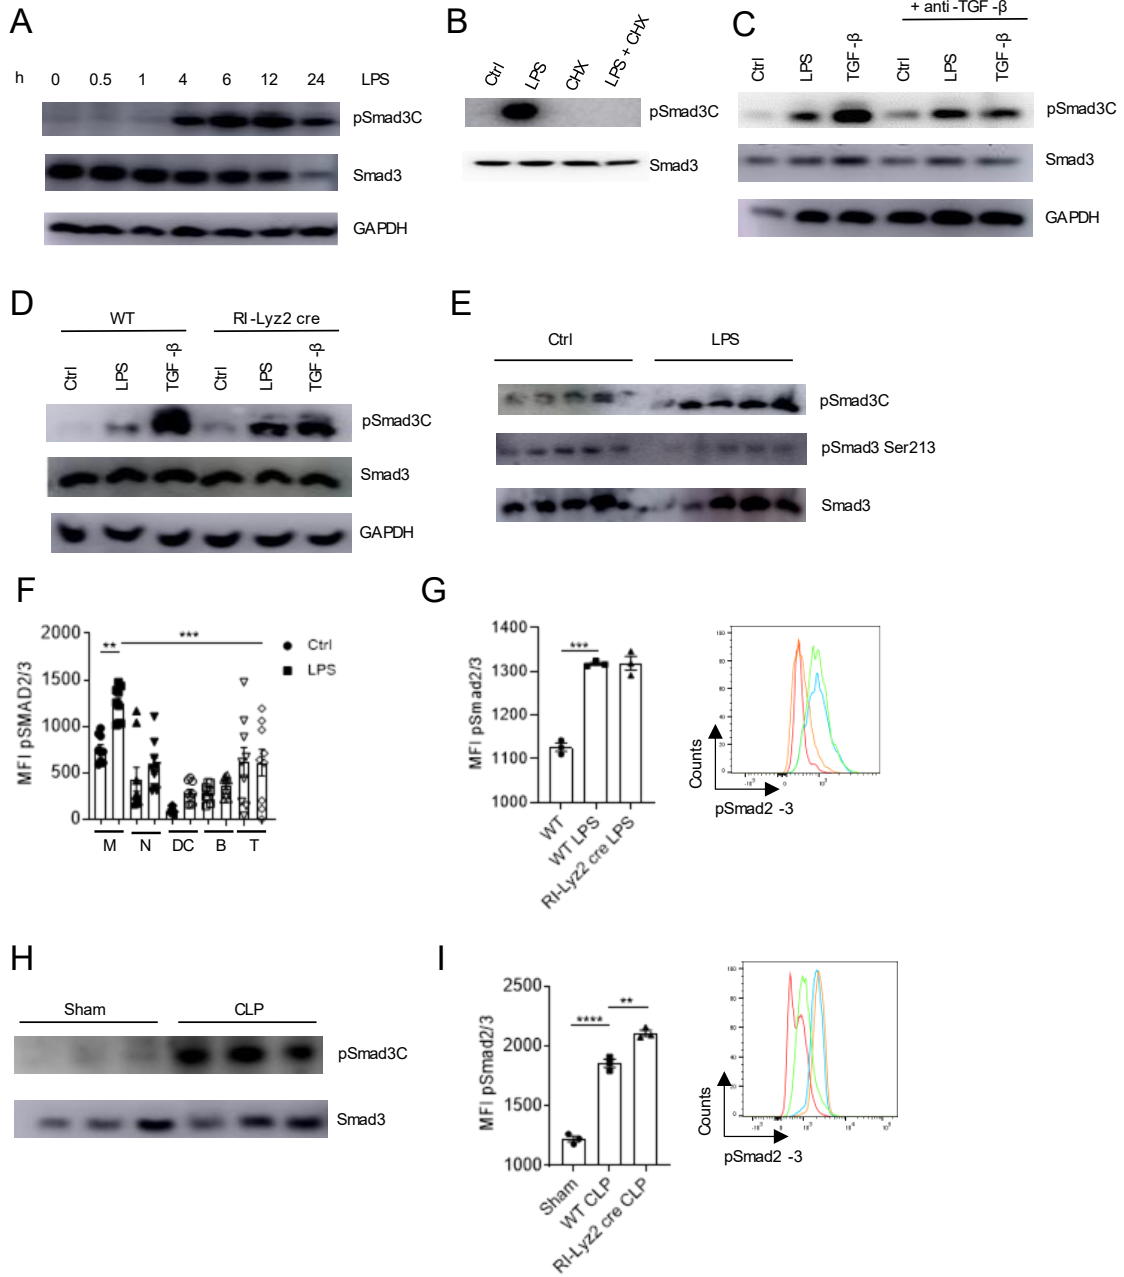 A
h 0 0.5 1 4 6 12 24 LPS
pSmad3C
Smad3
GAPDH
B
Ctrl LPS CHX LPS + CHX
pSmad3C
Smad3
C
+ anti -TGF -β
Ctrl LPS TGF -β Ctrl LPS TGF -β
pSmad3C
Smad3
GAPDH
D
WT RI -Lyz2 cre
Ctrl LPS TGF -β Ctrl LPS TGF -β
pSmad3C
Smad3
GAPDH
E
Ctrl LPS
pSmad3C
pSmad3 Ser213
Smad3
F
MFI pSMAD2/3
2000
1500
1000
500
0
** ***
Ctrl
LPS
M N DC B T
G
MFI pSmad2/3
1400
1300
1200
1100
1000
***
WT
WT LPS
RI-Lyz2 cre LPS
Counts
pSmad2 -3
H
Sham CLP
pSmad3C
Smad3
I
MFI pSmad2/3
2500
2000
1500
1000
**** **
Sham
WT CLP
RI-Lyz2 cre CLP
Counts
pSmad2 -3